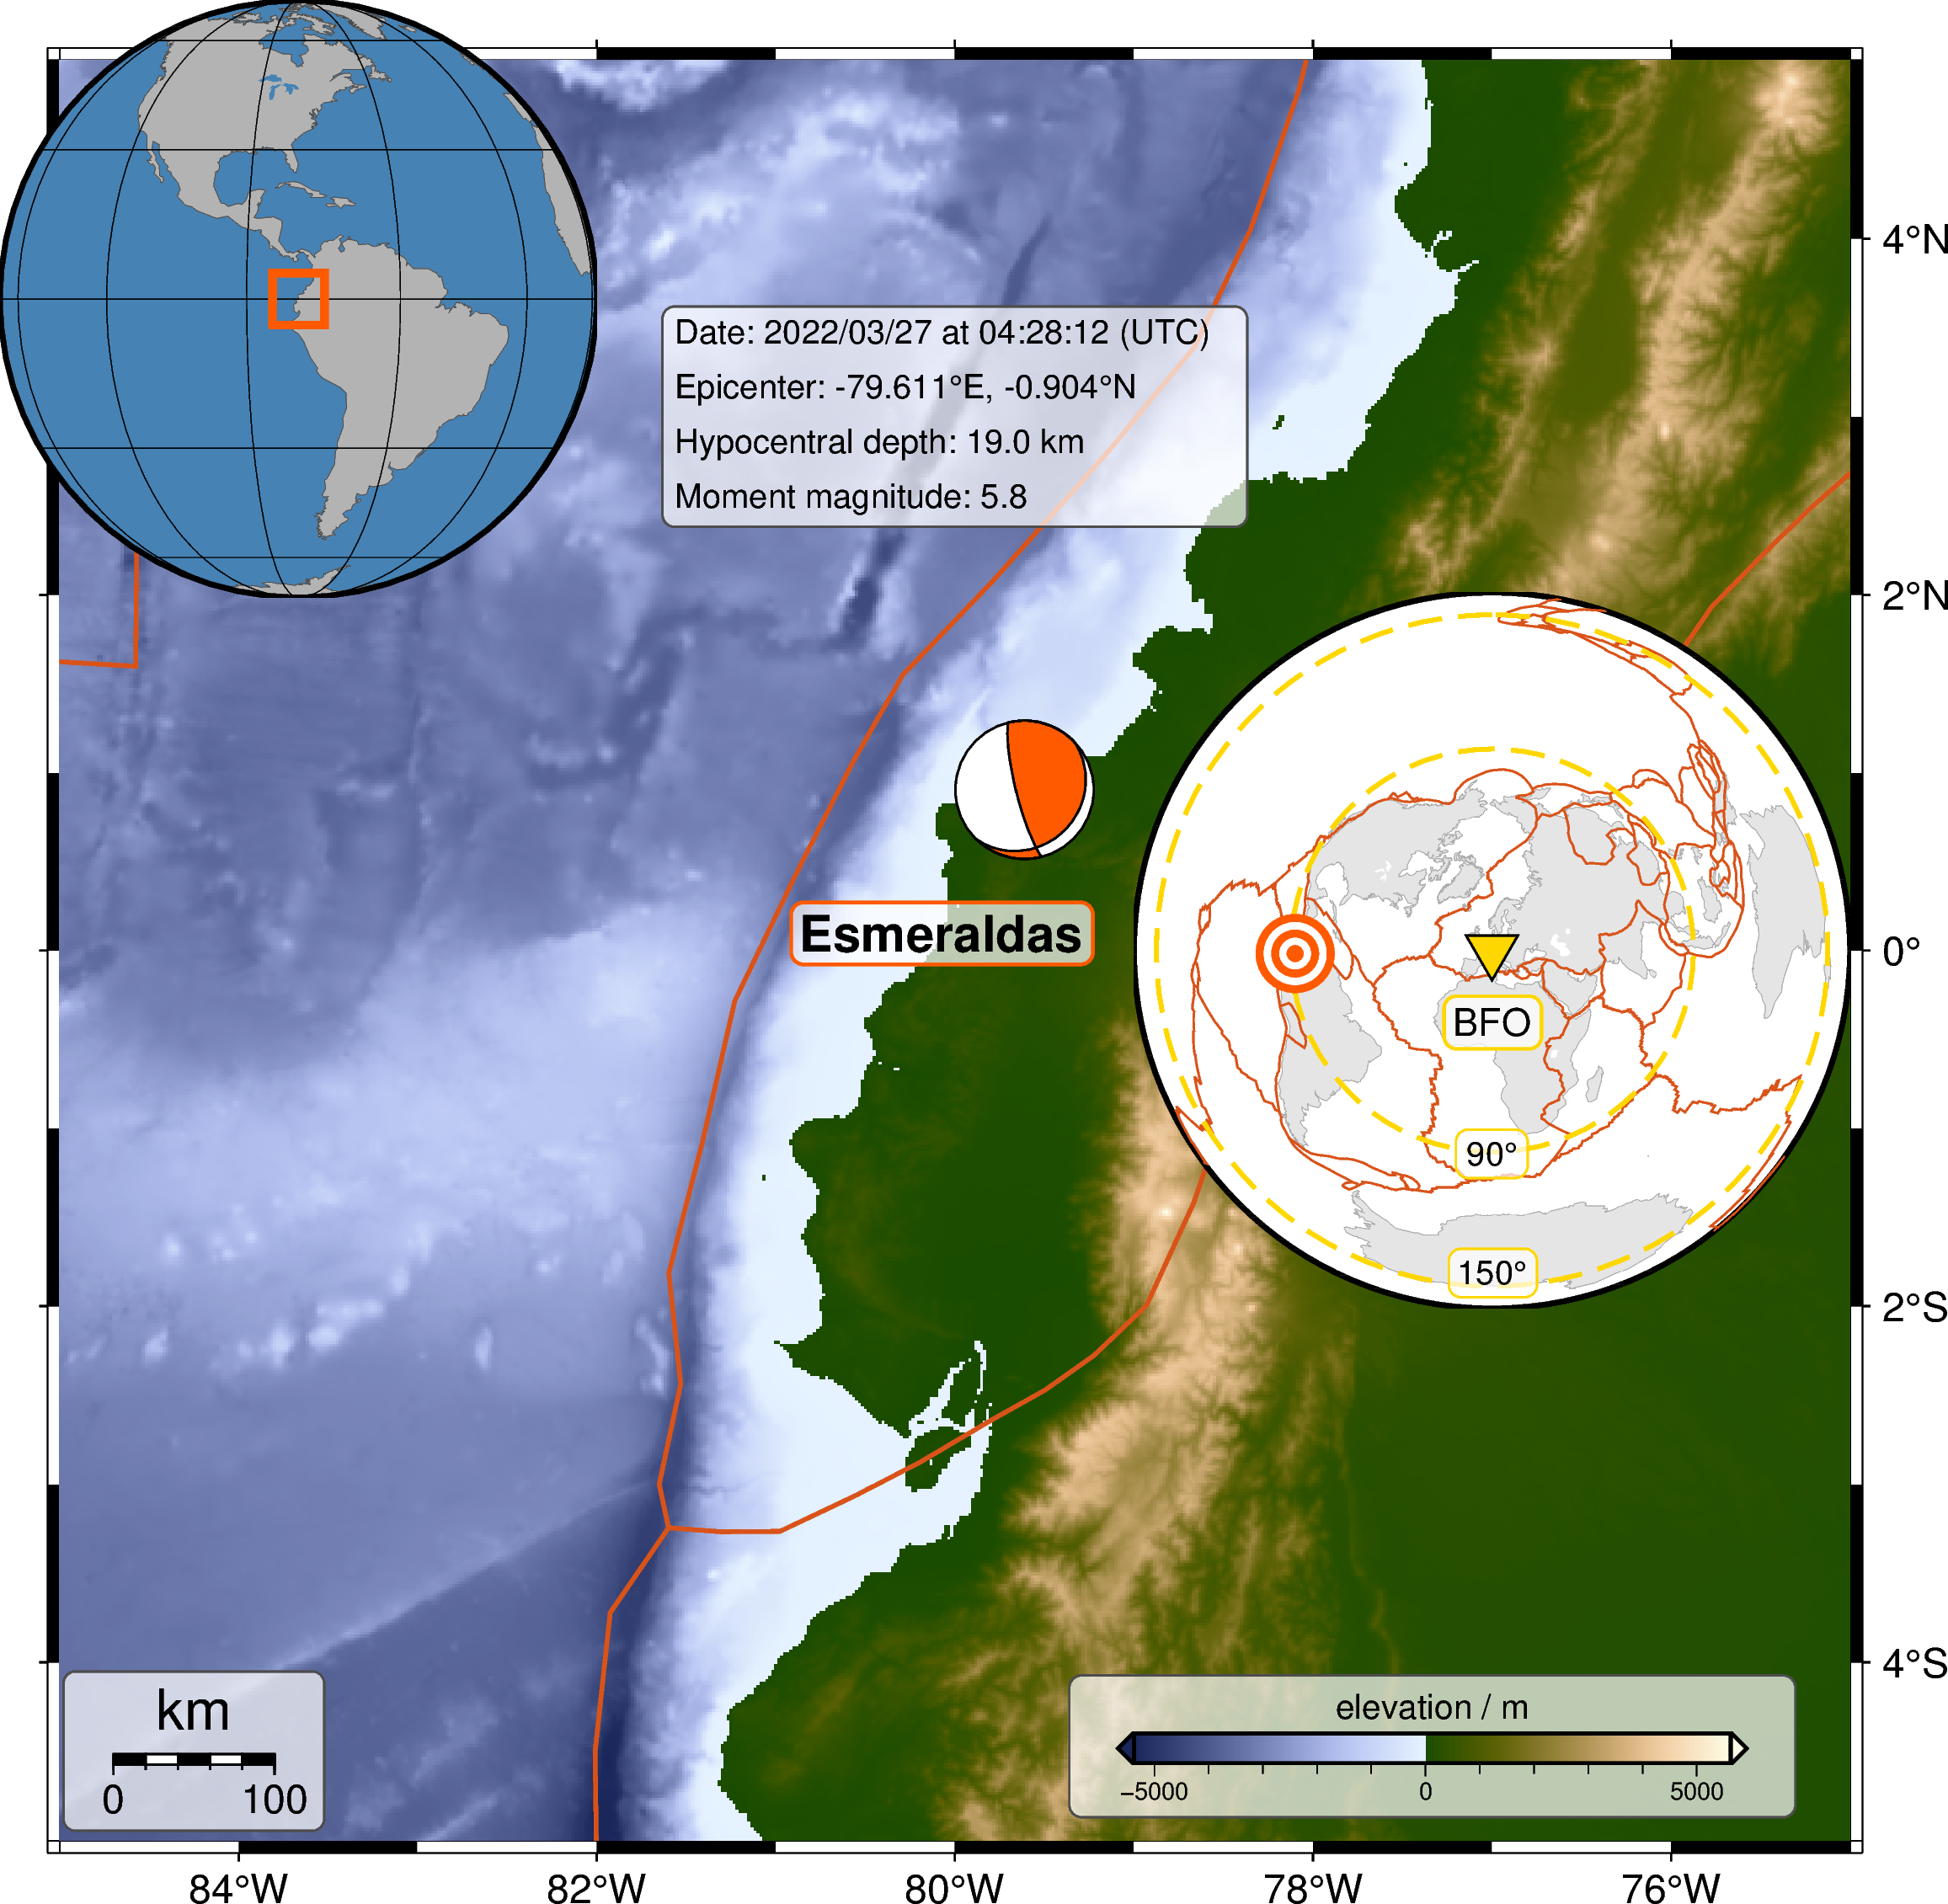 Date: 2022/03/27 at 04:28:12 (UTC)
Epicenter: -79.611°E, -0.904°N
Hypocentral depth: 19.0 km
Moment magnitude: 5.8
Esmeraldas
BFO
90°
150°
4°N
2°N
0°
2°S
4°S
km
0 100
elevation / m
−5000 0 5000
84°W 82°W 80°W 78°W 76°W